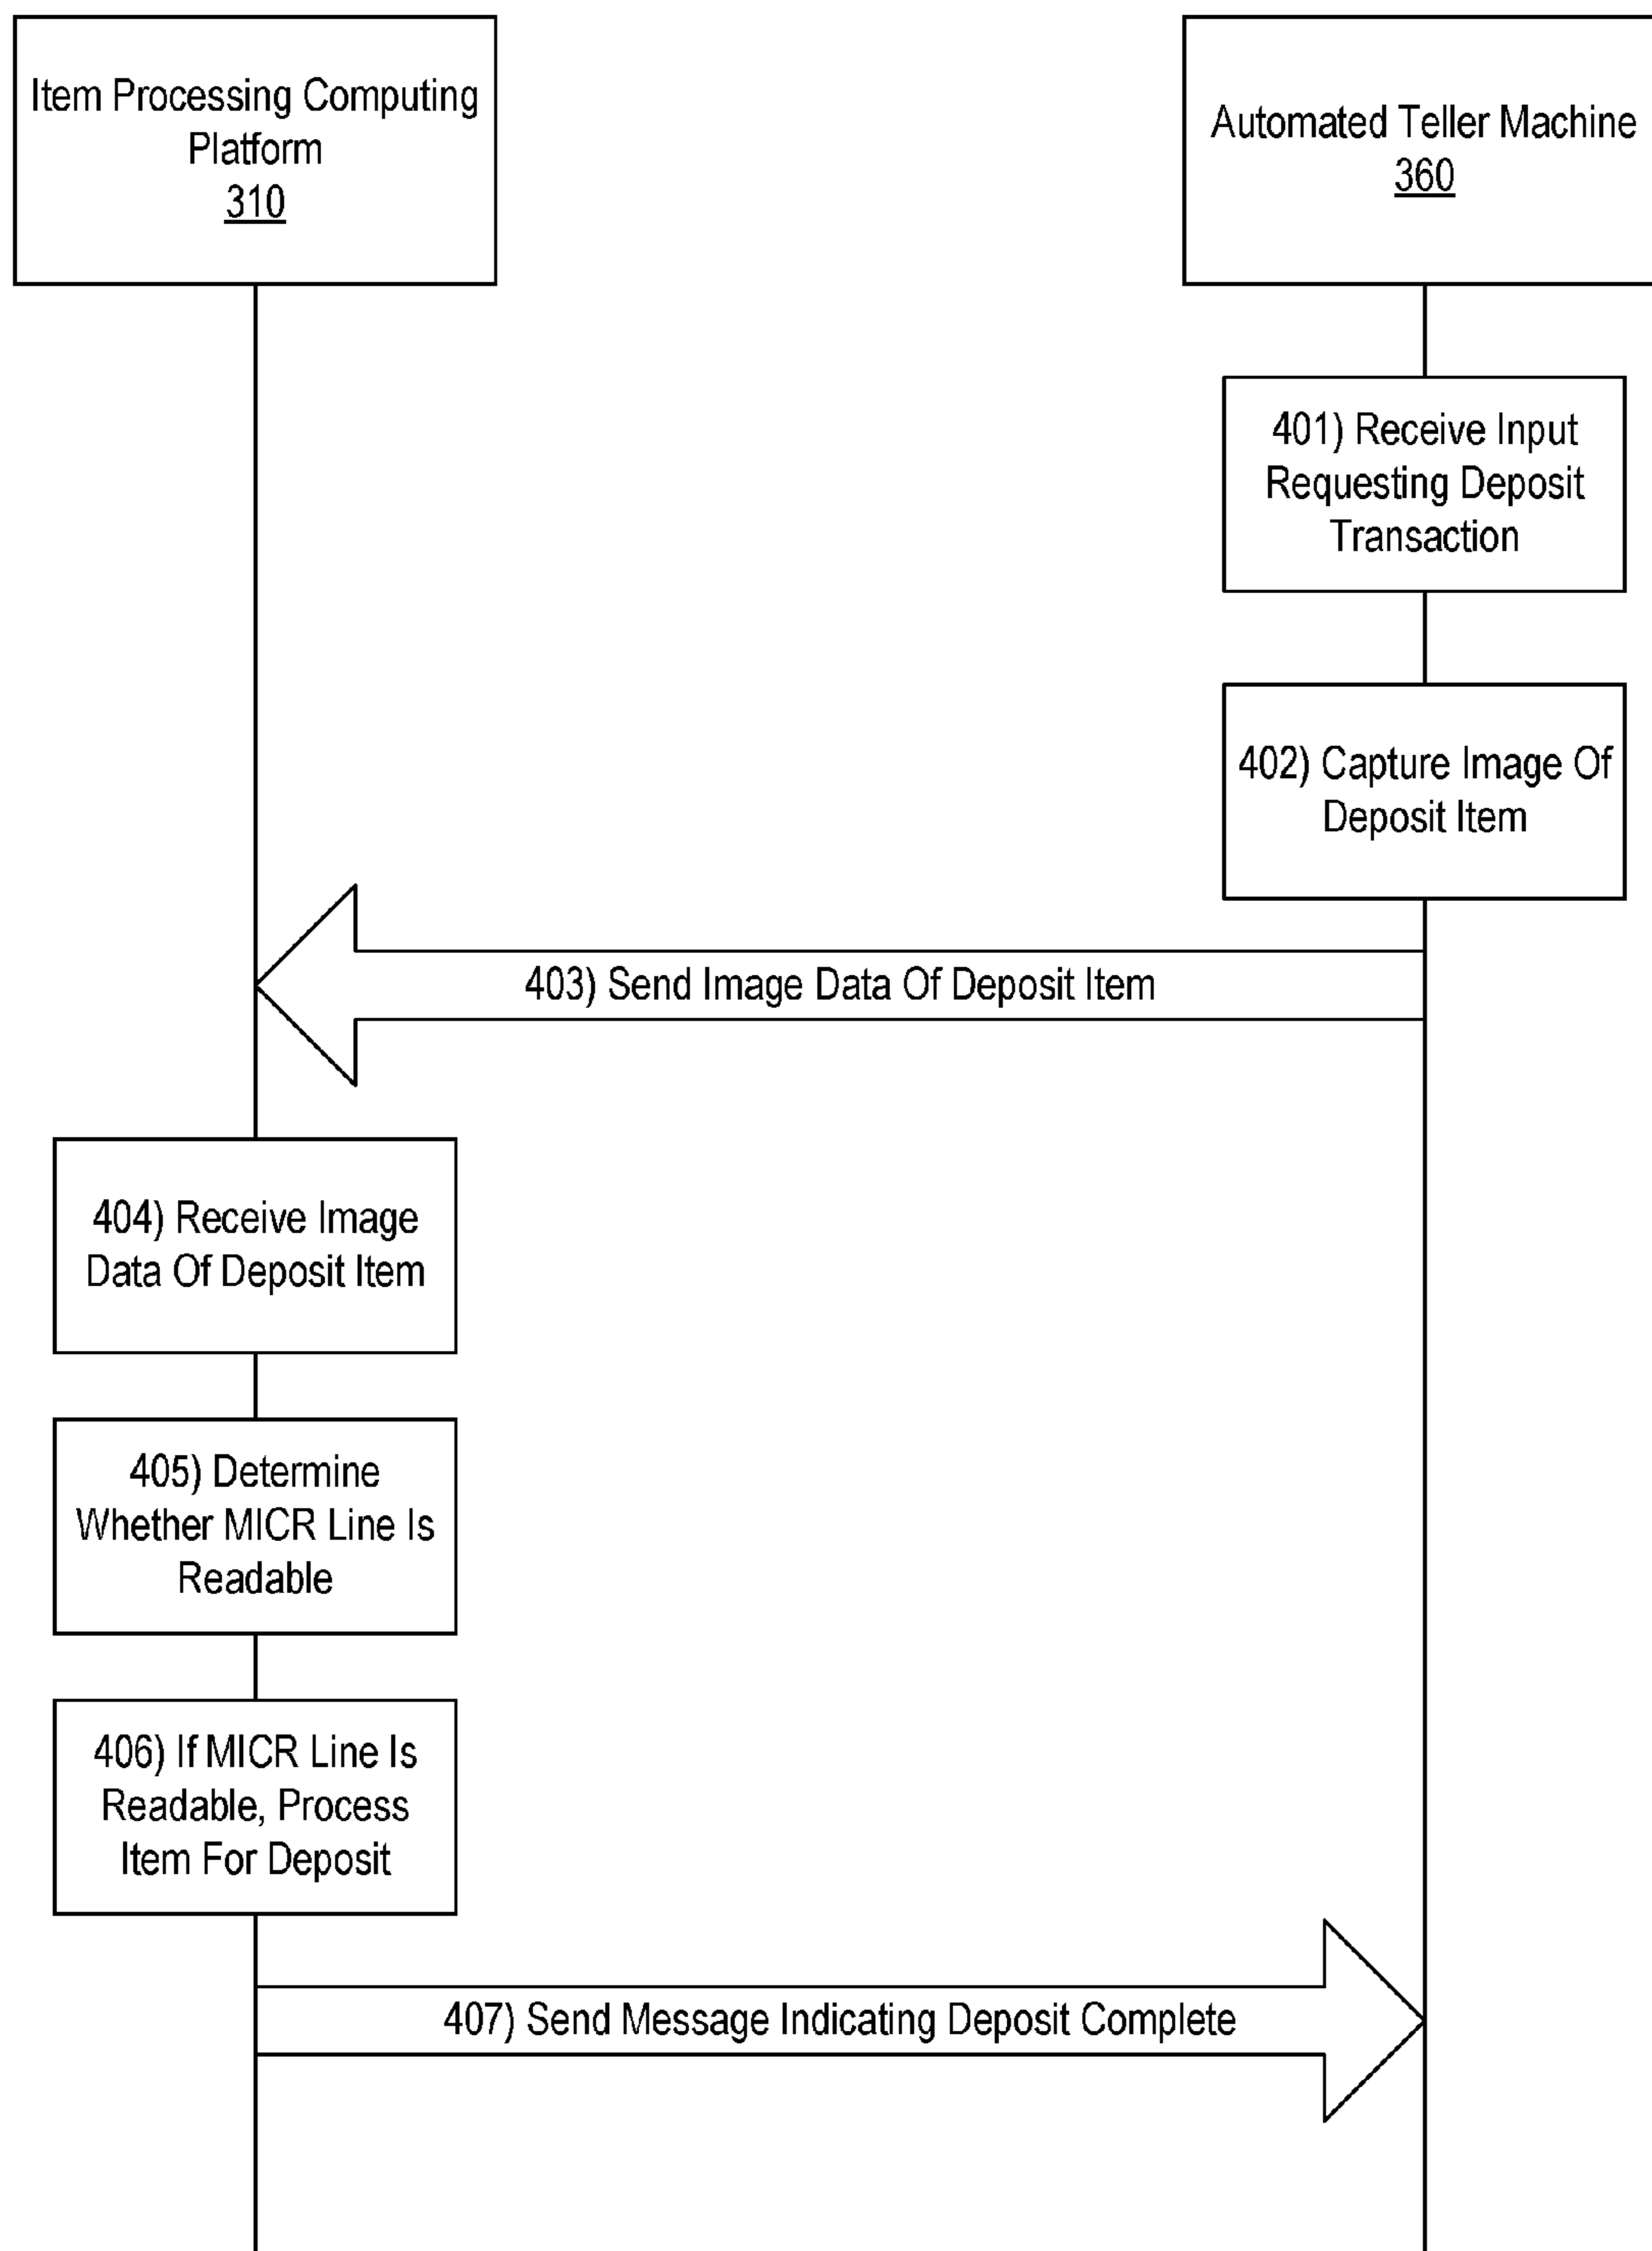 Item Processing Computing
Platform
310
Automated Teller Machine
360
401) Receive Input
Requesting Deposit
Transaction
402) Capture Image Of
Deposit Item
403) Send Image Data Of Deposit Item
404) Receive Image
Data Of Deposit Item
405) Determine
Whether MICR Line Is
Readable
406) If MICR Line Is
Readable, Process
Item For Deposit
407) Send Message Indicating Deposit Complete